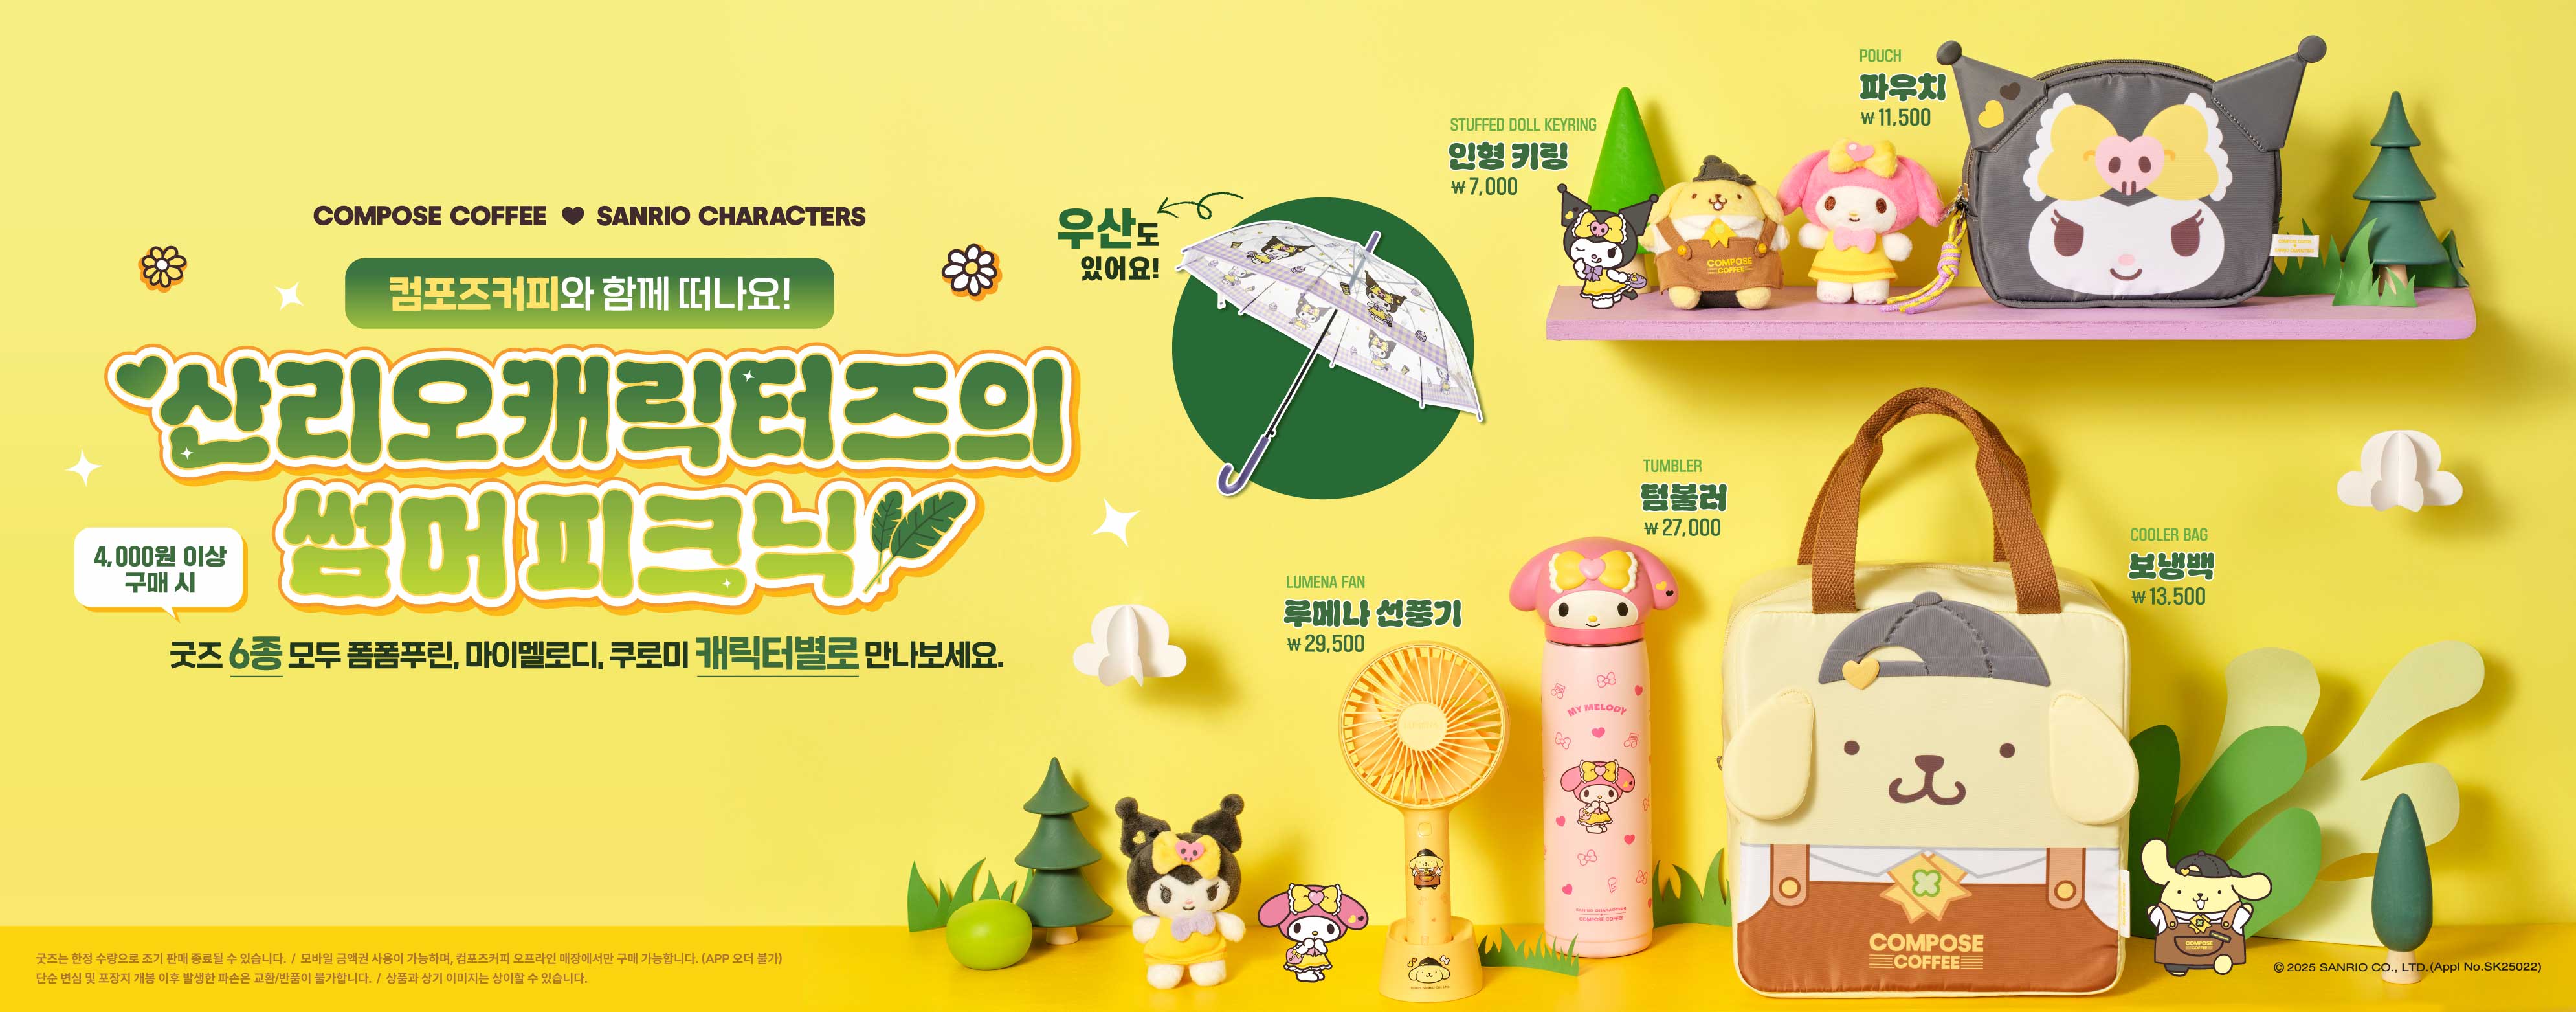 COMPOSE COFFEE ♥ SANRIO CHARACTERS
컴포즈커피와 함께 떠나요!
산리오캐릭터즈의
썸머 피크닉
4,000원 이상
구매 시
굿즈 6종 모두 폼폼푸린, 마이멜로디, 쿠로미 캐릭터별로 만나보세요.
우산도
있어요!
STUFFED DOLL KEYRING
인형 키링
₩ 7,000
POUCH
파우치
₩ 11,500
COMPOSE
COFFEE
LUMENA FAN
루메나 선풍기
₩ 29,500
TUMBLER
텀블러
₩ 27,000
MY MELODY
COMPOSE COFFEE
COOLER BAG
보냉백
₩ 13,500
COMPOSE
COFFEE
COMPOSE
COFFEE
굿즈는 한정 수량으로 조기 판매 종료될 수 있습니다. / 모바일 금액권 사용이 가능하며, 컴포즈커피 오프라인 매장에서만 구매 가능합니다. (APP 오더 불가)
단순 변심 및 포장지 개봉 이후 발생한 파손은 교환/반품이 불가합니다. / 상품과 상기 이미지는 상이할 수 있습니다.
© 2025 SANRIO CO., LTD. (Appl No.SK25022)